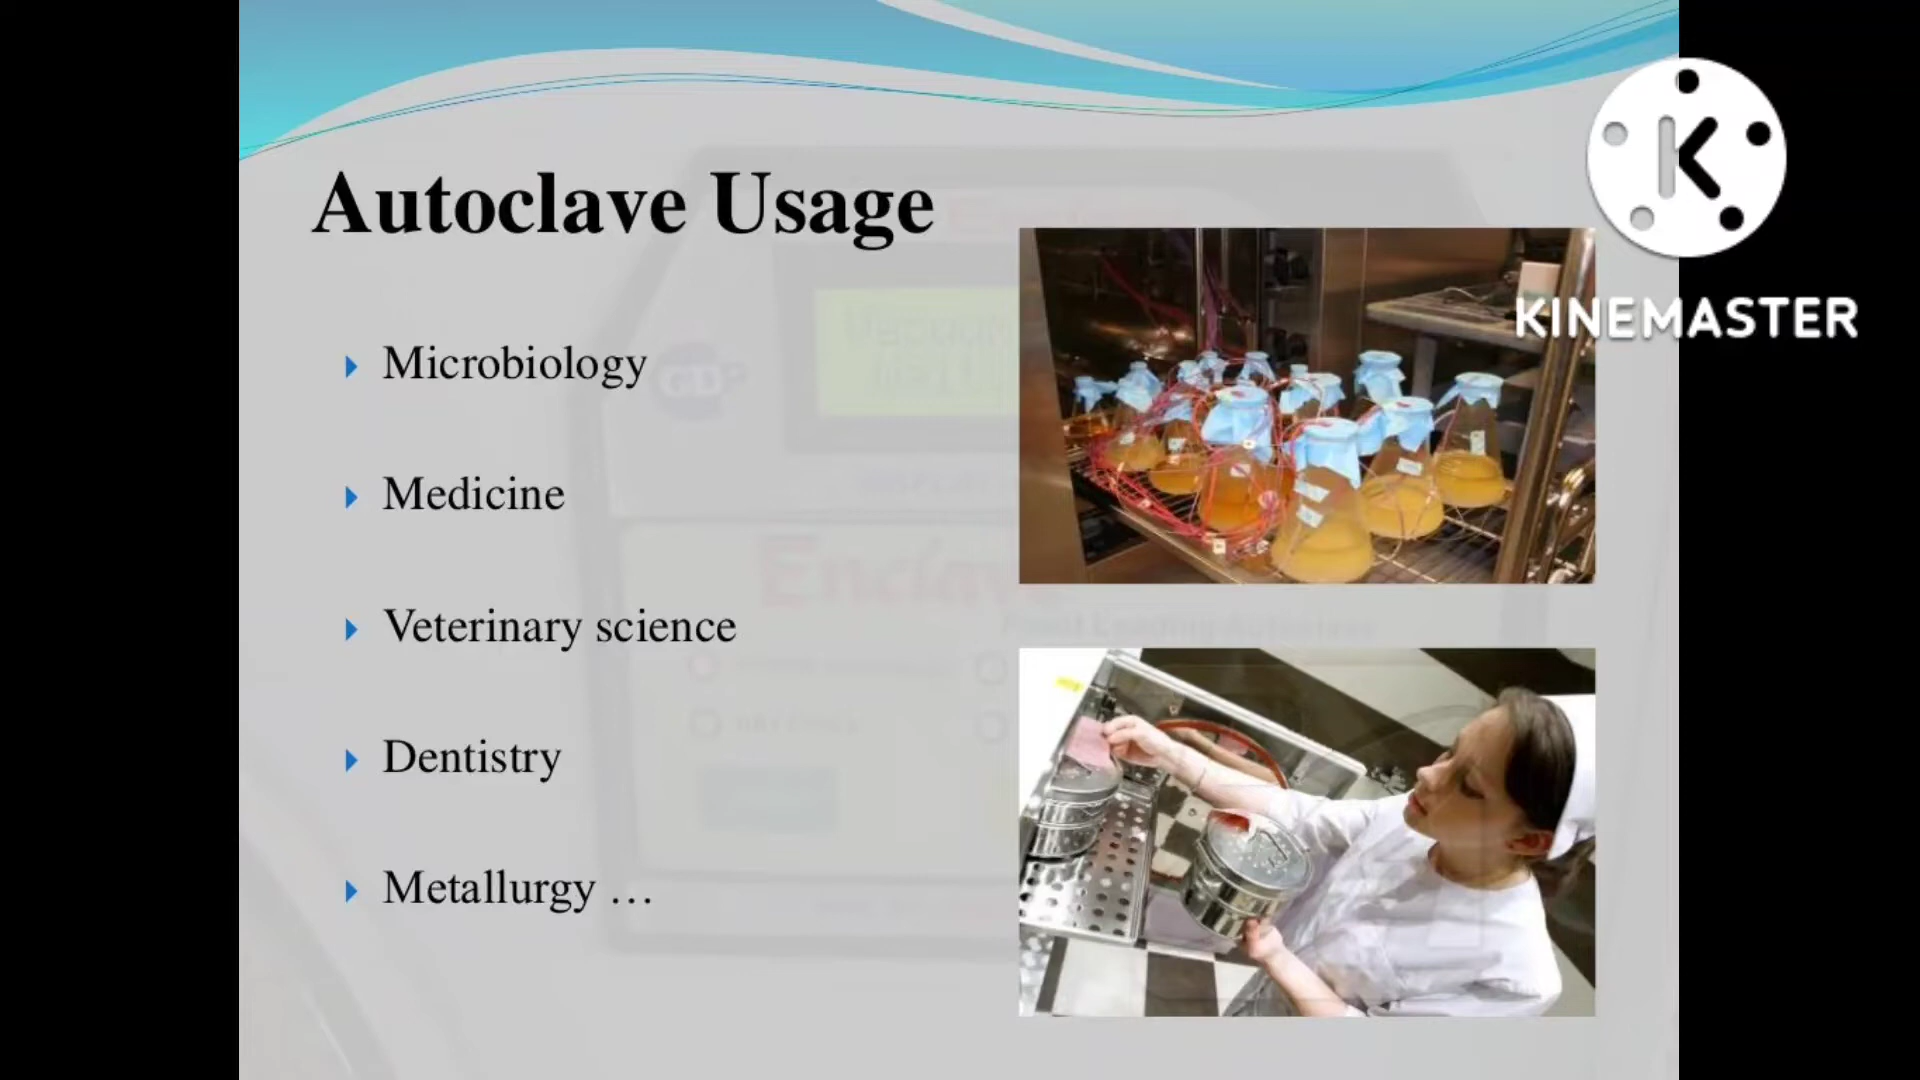 Autoclave Usage
Microbiology
Medicine
Veterinary science
Dentistry
Metallurgy …
K
KINEMASTER